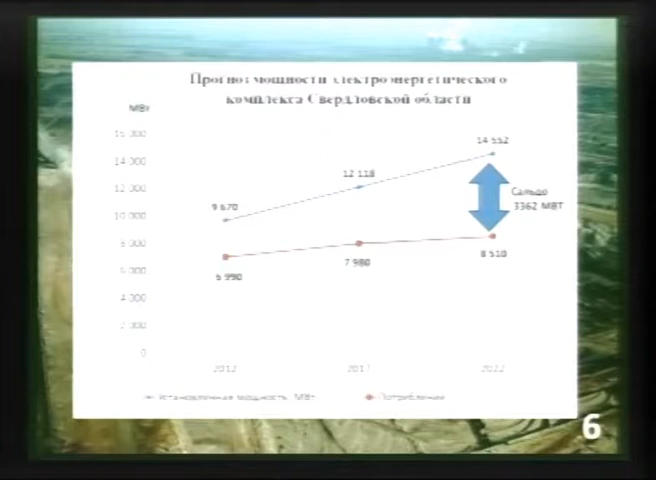 Прогноз мощности электроэнергетического
комплекса Свердловской области
МВт
16 000
14 000
12 000
10 000
8 000
6 000
4 000
2 000
0
9 670
12 118
14 552
6 990
7 980
8 510
Сальдо
3362 МВТ
2012
2017
2022
Установленная мощность, МВт
Потребление
6